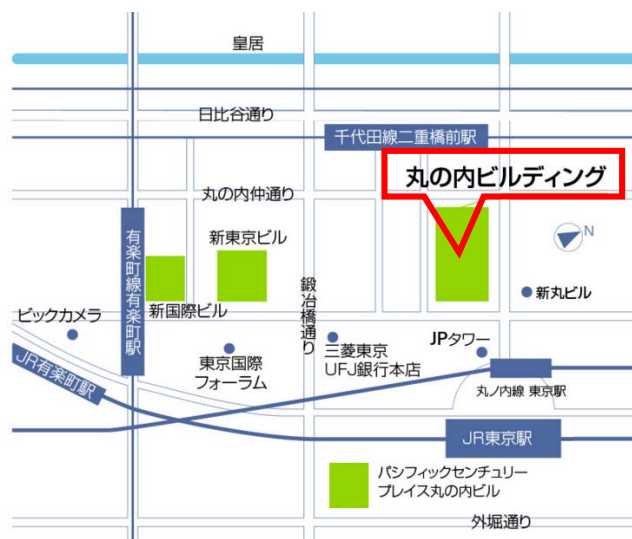 皇居
日比谷通り
千代田線二重橋前駅
丸の内ビルディング
丸の内仲通り
新東京ビル
有楽町線有楽町駅
N
新丸ビル
鍛冶橋通り
新国際ビル
ビックカメラ
JR有楽町駅
東京国際
フォーラム
三菱東京
UFJ銀行本店
JPタワー
丸ノ内線 東京駅
JR東京駅
パシフィックセンチュリー
プレイス丸の内ビル
外堀通り